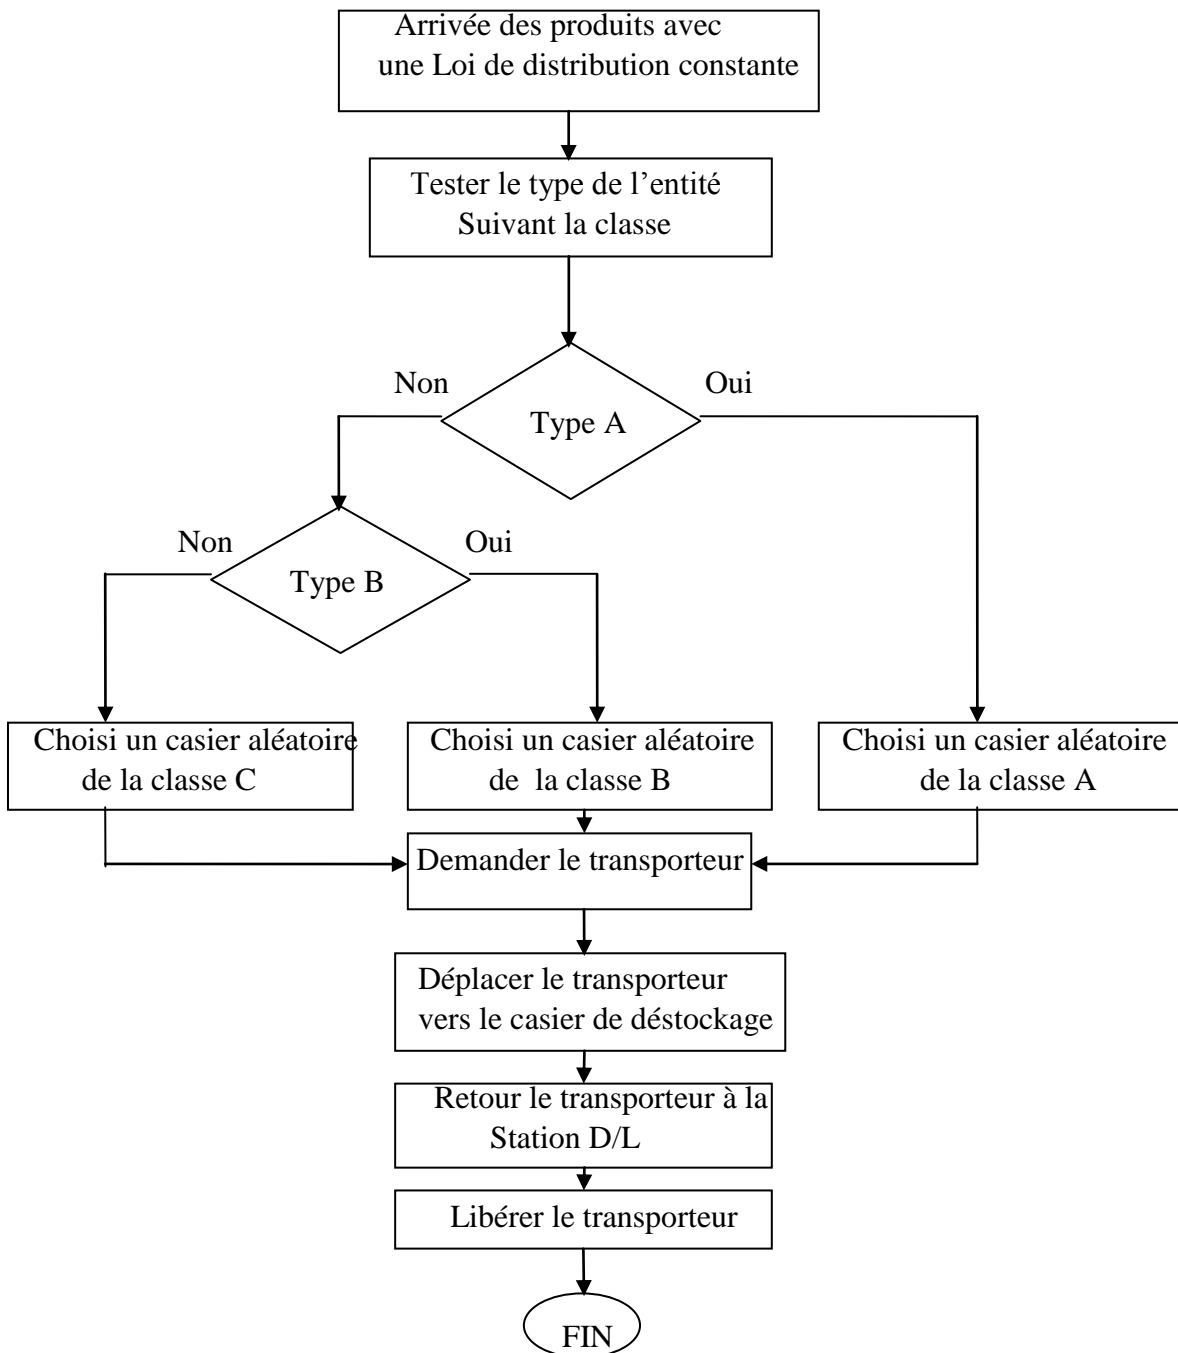 Arrivée des produits avec
une Loi de distribution constante
Tester le type de l’entité
Suivant la classe
Non
Oui
Type A
Non
Oui
Type B
Choisi un casier aléatoire
de la classe C
Choisi un casier aléatoire
de la classe B
Choisi un casier aléatoire
de la classe A
Demander le transporteur
Déplacer le transporteur
vers le casier de déstockage
Retour le transporteur à la
Station D/L
Libérer le transporteur
FIN